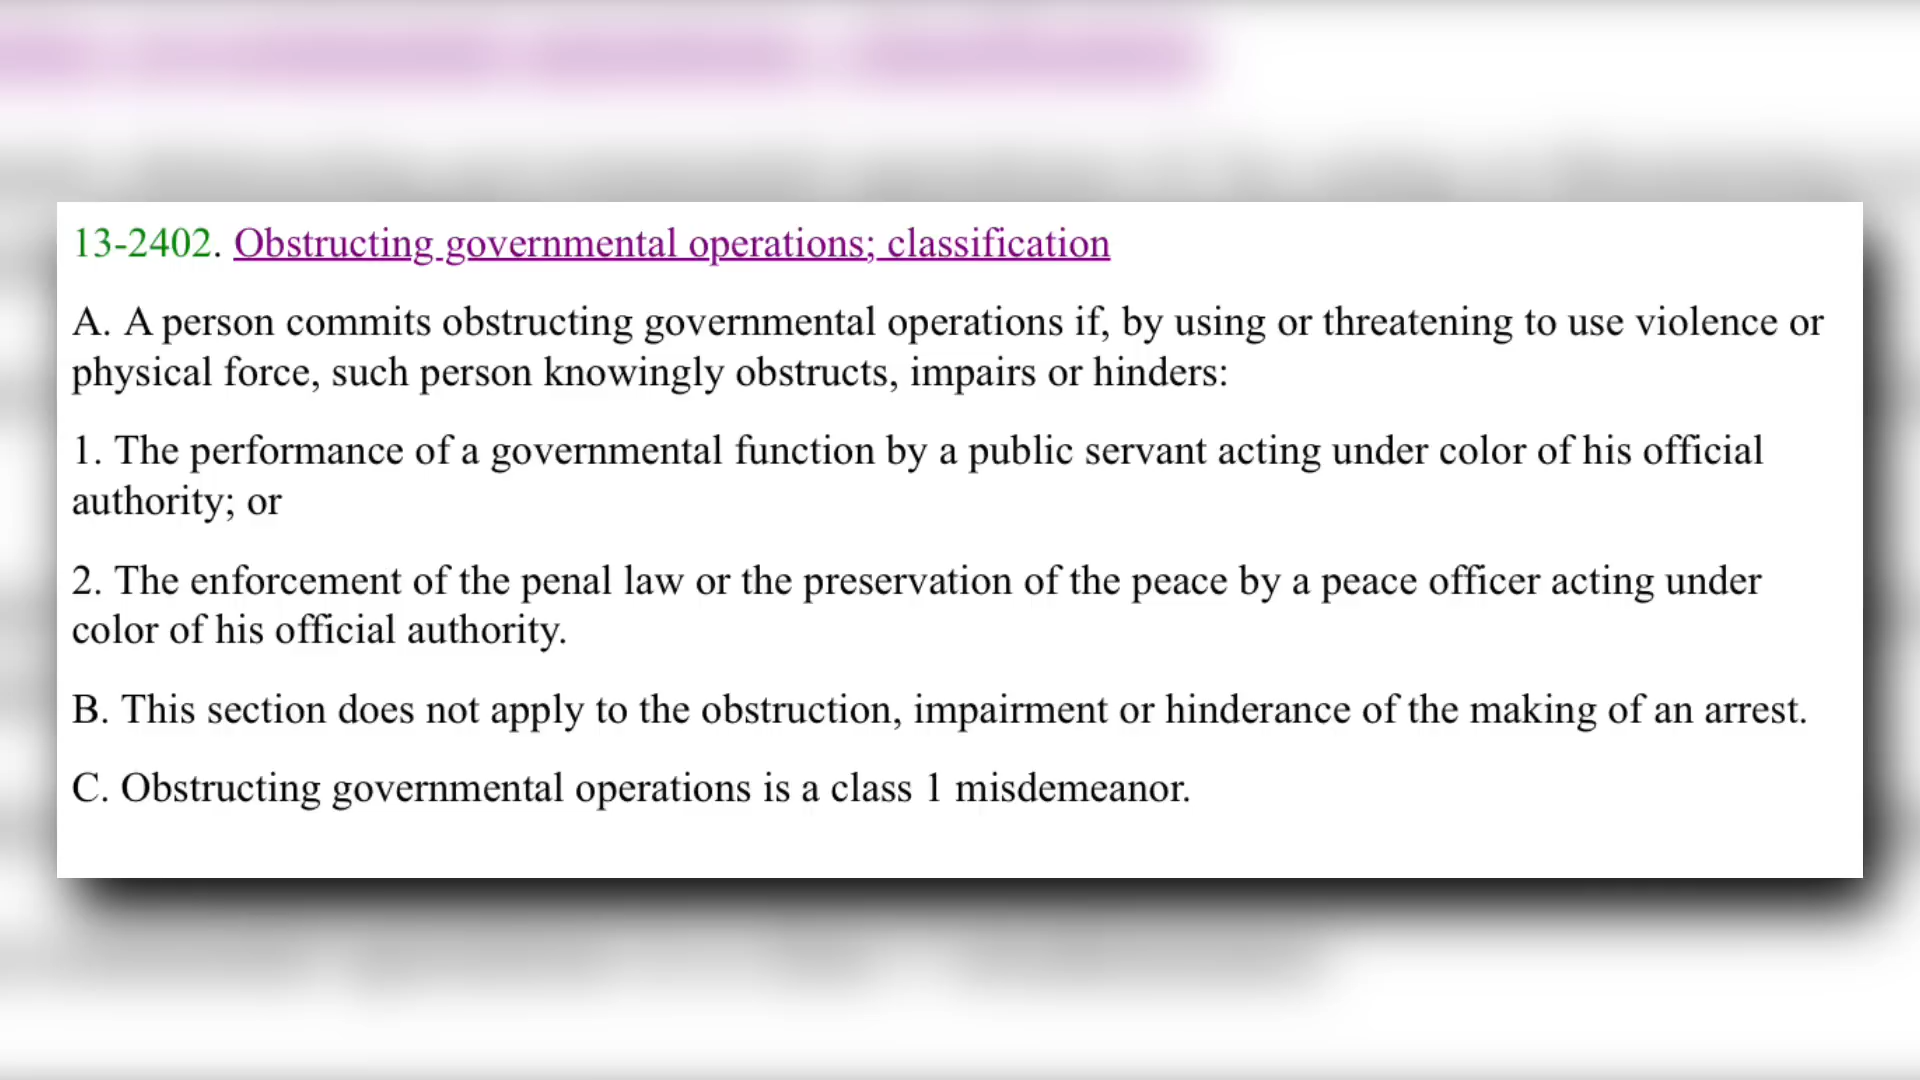 13-2402. Obstructing governmental operations; classification
A. A person commits obstructing governmental operations if, by using or threatening to use violence or
physical force, such person knowingly obstructs, impairs or hinders:
1. The performance of a governmental function by a public servant acting under color of his official
authority; or
2. The enforcement of the penal law or the preservation of the peace by a peace officer acting under
color of his official authority.
B. This section does not apply to the obstruction, impairment or hinderance of the making of an arrest.
C. Obstructing governmental operations is a class 1 misdemeanor.